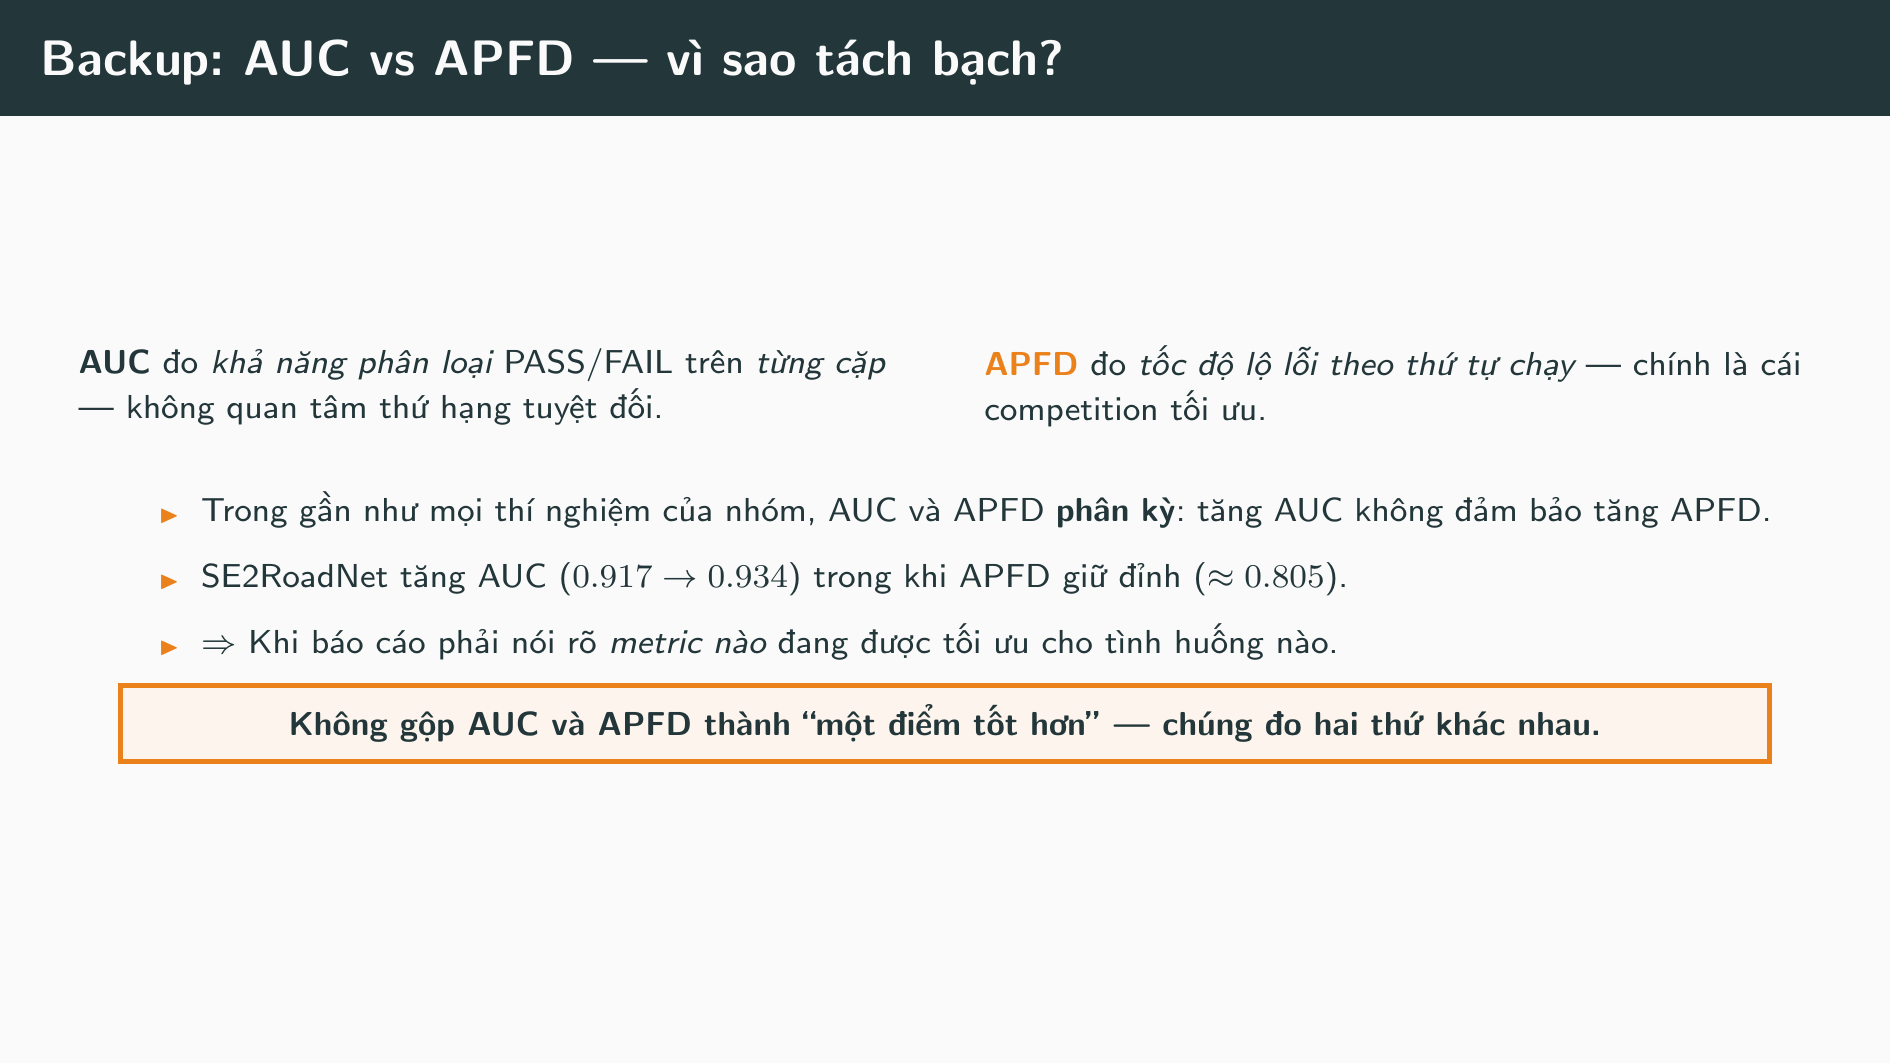 Backup: AUC vs APFD — vì sao tách bạch?
AUC đo khả năng phân loại PASS/FAIL trên từng cặp
— không quan tâm thứ hạng tuyệt đối.
APFD đo tốc độ lộ lỗi theo thứ tự chạy — chính là cái
competition tối ưu.
▶ Trong gần như mọi thí nghiệm của nhóm, AUC và APFD phân kỳ: tăng AUC không đảm bảo tăng APFD.
▶ SE2RoadNet tăng AUC (0.917 → 0.934) trong khi APFD giữ đỉnh (≈ 0.805).
▶ ⇒ Khi báo cáo phải nói rõ metric nào đang được tối ưu cho tình huống nào.
Không gộp AUC và APFD thành “một điểm tốt hơn” — chúng đo hai thứ khác nhau.